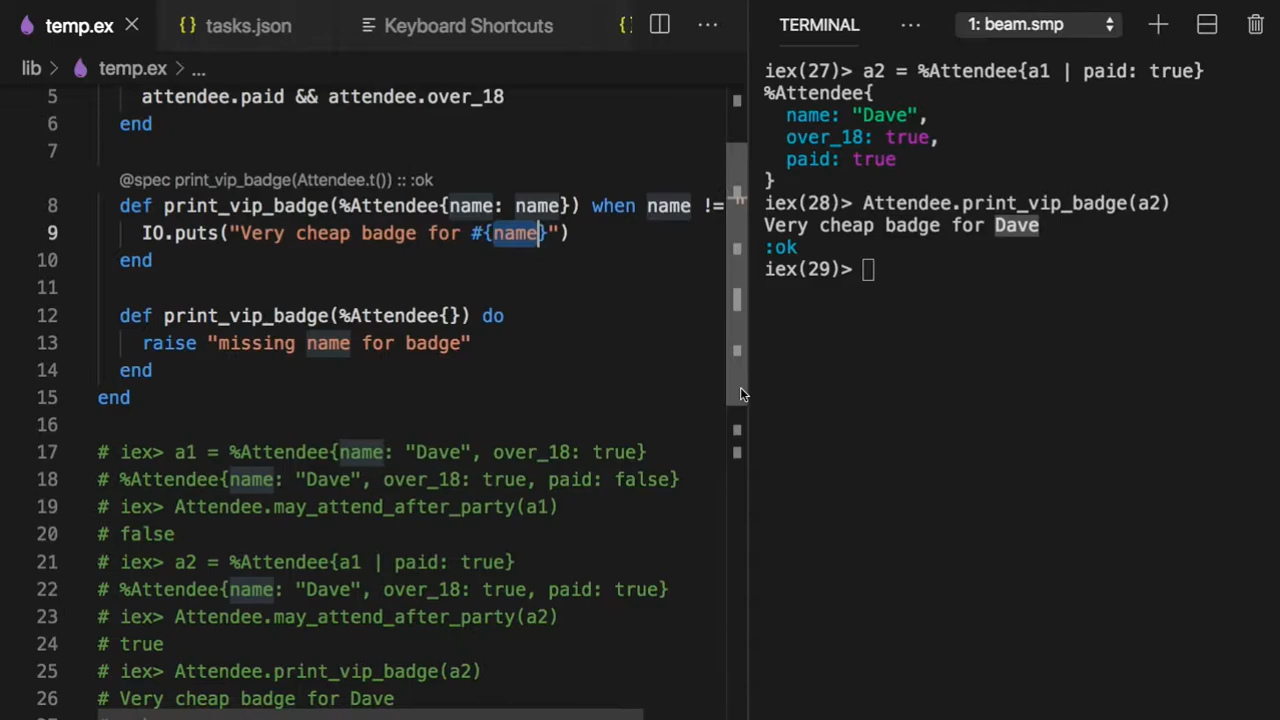 temp.ex
tasks.json
Keyboard Shortcuts
lib > temp.ex > ...
5 attendee.paid && attendee.over_18
6 end
7
@spec print_vip_badge(Attendee.t()) :: :ok
8 def print_vip_badge(%Attendee{name: name}) when name !=
9 IO.puts("Very cheap badge for #{name}")
10 end
11
12 def print_vip_badge(%Attendee{}) do
13 raise "missing name for badge"
14 end
15 end
16
17 # iex> a1 = %Attendee{name: "Dave", over_18: true}
18 # %Attendee{name: "Dave", over_18: true, paid: false}
19 # iex> Attendee.may_attend_after_party(a1)
20 # false
21 # iex> a2 = %Attendee{a1 | paid: true}
22 # %Attendee{name: "Dave", over_18: true, paid: true}
23 # iex> Attendee.may_attend_after_party(a2)
24 # true
25 # iex> Attendee.print_vip_badge(a2)
26 # Very cheap badge for Dave
TERMINAL
1: beam.smp
iex(27)> a2 = %Attendee{a1 | paid: true}
%Attendee{
name: "Dave",
over_18: true,
paid: true
}
iex(28)> Attendee.print_vip_badge(a2)
Very cheap badge for Dave
:ok
iex(29)>